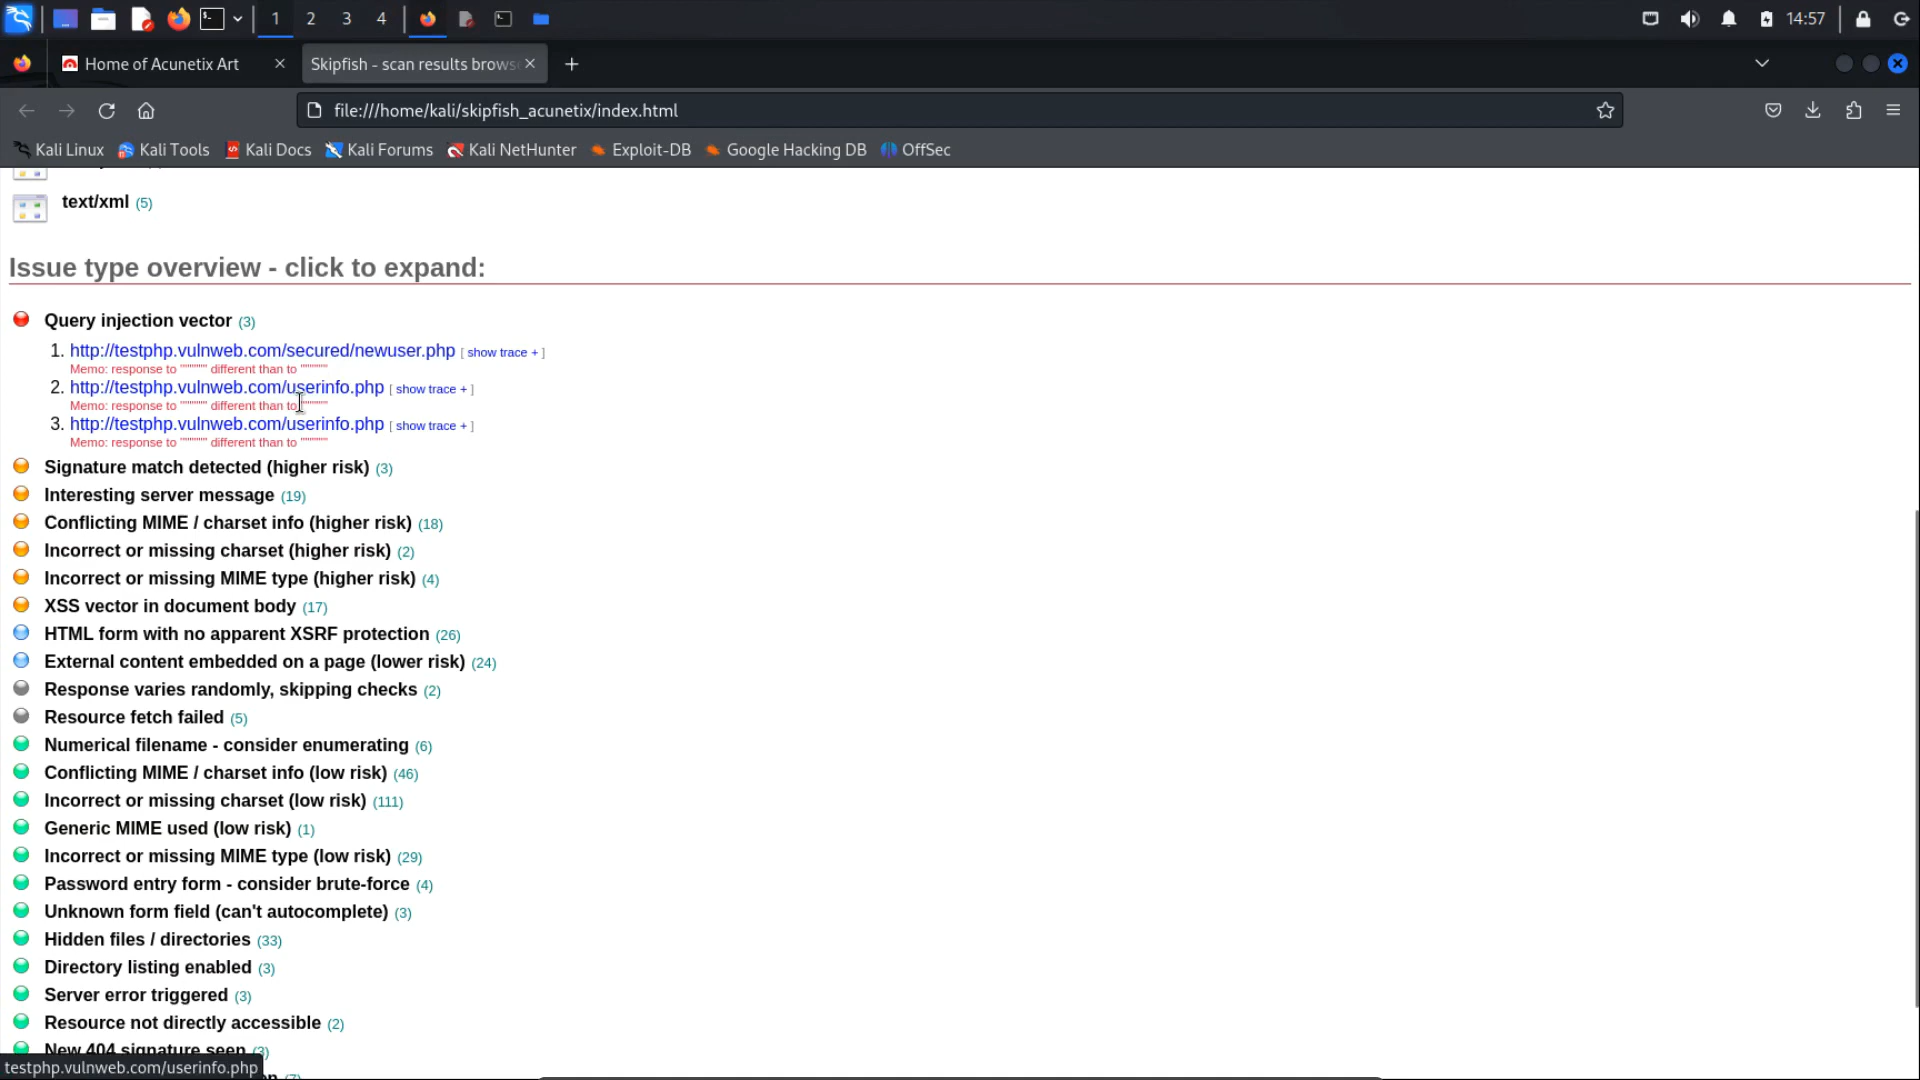 1 2 3 4 14:57
Home of Acunetix Art Skipfish - scan results brows
file:///home/kali/skipfish_acunetix/index.html
Kali Linux Kali Tools Kali Docs Kali Forums Kali NetHunter Exploit-DB Google Hacking DB OffSec
text/xml (5)
Issue type overview - click to expand:
Query injection vector (3)
1. http://testphp.vulnweb.com/secured/newuser.php [ show trace + ]
Memo: response to '"'"'"'" different than to '"'"'"'"
2. http://testphp.vulnweb.com/userinfo.php [ show trace + ]
Memo: response to '"'"'"'" different than to '"'"'"'"
3. http://testphp.vulnweb.com/userinfo.php [ show trace + ]
Memo: response to '"'"'"'" different than to '"'"'"'"
Signature match detected (higher risk) (3)
Interesting server message (19)
Conflicting MIME / charset info (higher risk) (18)
Incorrect or missing charset (higher risk) (2)
Incorrect or missing MIME type (higher risk) (4)
XSS vector in document body (17)
HTML form with no apparent XSRF protection (26)
External content embedded on a page (lower risk) (24)
Response varies randomly, skipping checks (2)
Resource fetch failed (5)
Numerical filename - consider enumerating (6)
Conflicting MIME / charset info (low risk) (46)
Incorrect or missing charset (low risk) (111)
Generic MIME used (low risk) (1)
Incorrect or missing MIME type (low risk) (29)
Password entry form - consider brute-force (4)
Unknown form field (can't autocomplete) (3)
Hidden files / directories (33)
Directory listing enabled (3)
Server error triggered (3)
Resource not directly accessible (2)
New 404 signature seen (3)
testphp.vulnweb.com/userinfo.php